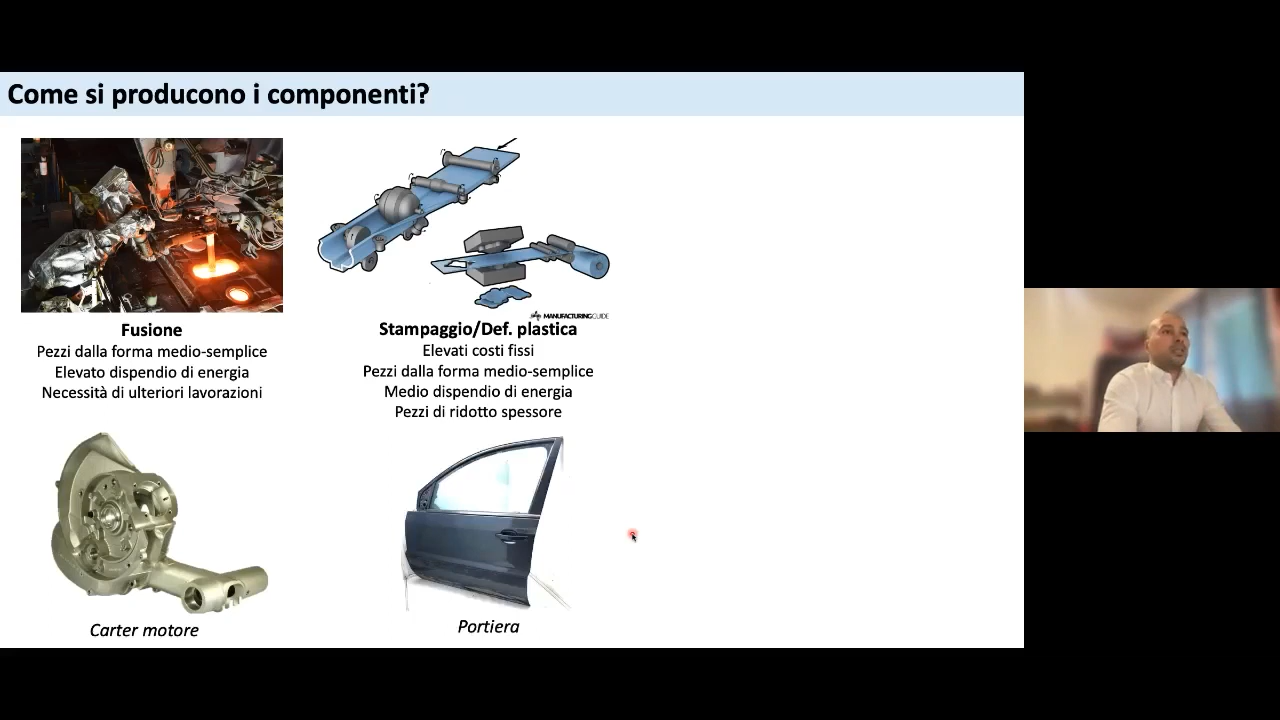 Come si producono i componenti?
MANUFACTURINGGUIDE
Fusione
Pezzi dalla forma medio-semplice
Elevato dispendio di energia
Necessità di ulteriori lavorazioni
Stampaggio/Def. plastica
Elevati costi fissi
Pezzi dalla forma medio-semplice
Medio dispendio di energia
Pezzi di ridotto spessore
Carter motore
Portiera